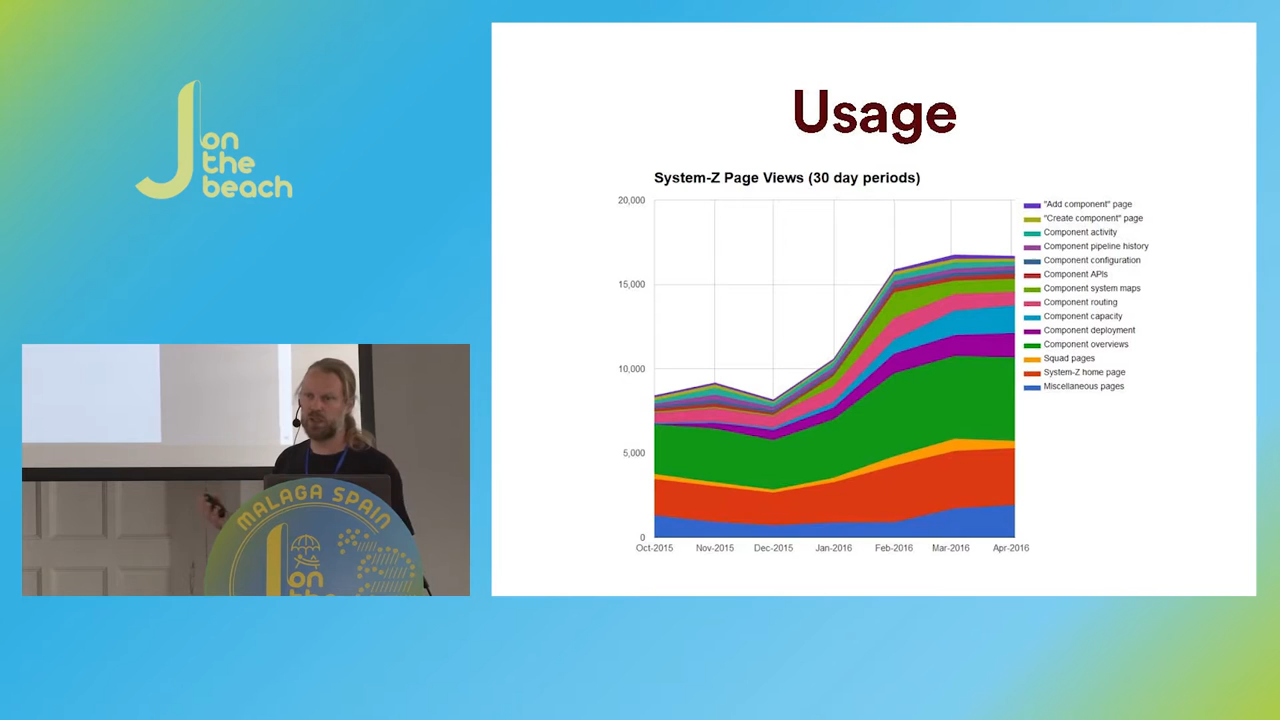 J on
the
beach
Usage
System-Z Page Views (30 day periods)
20,000
15,000
10,000
5,000
0
Oct-2015 Nov-2015 Dec-2015 Jan-2016 Feb-2016 Mar-2016 Apr-2016
"Add component" page
"Create component" page
Component activity
Component pipeline history
Component configuration
Component APIs
Component system maps
Component routing
Component capacity
Component deployment
Component overviews
Squad pages
System-Z home page
Miscellaneous pages
MALAGA SPAIN
J on